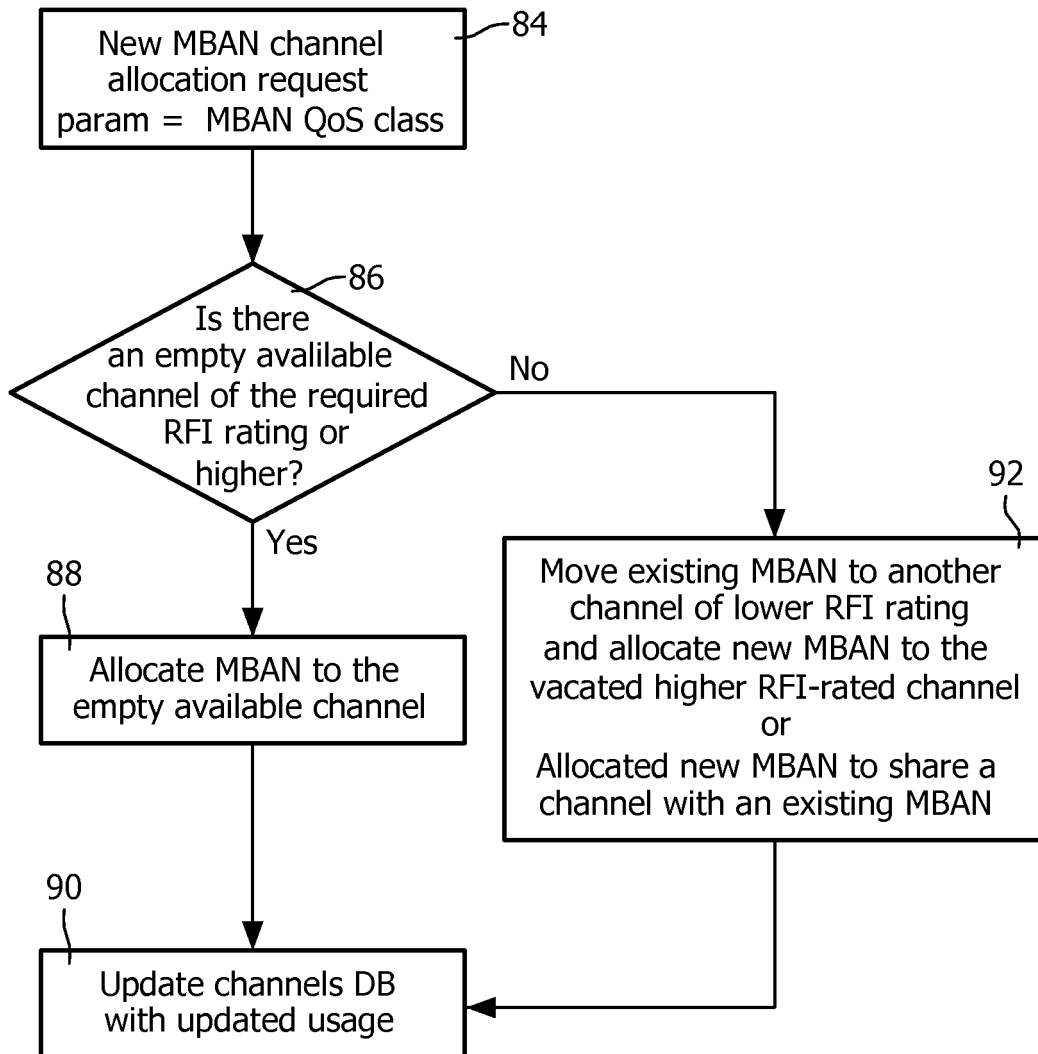 84
New MBAN channel
allocation request
param = MBAN QoS class
86
Is there
an empty avalilable
channel of the required
RFI rating or
higher?
No
Yes
88
Allocate MBAN to the
empty available channel
92
Move existing MBAN to another
channel of lower RFI rating
and allocate new MBAN to the
vacated higher RFI-rated channel
or
Allocated new MBAN to share a
channel with an existing MBAN
90
Update channels DB
with updated usage